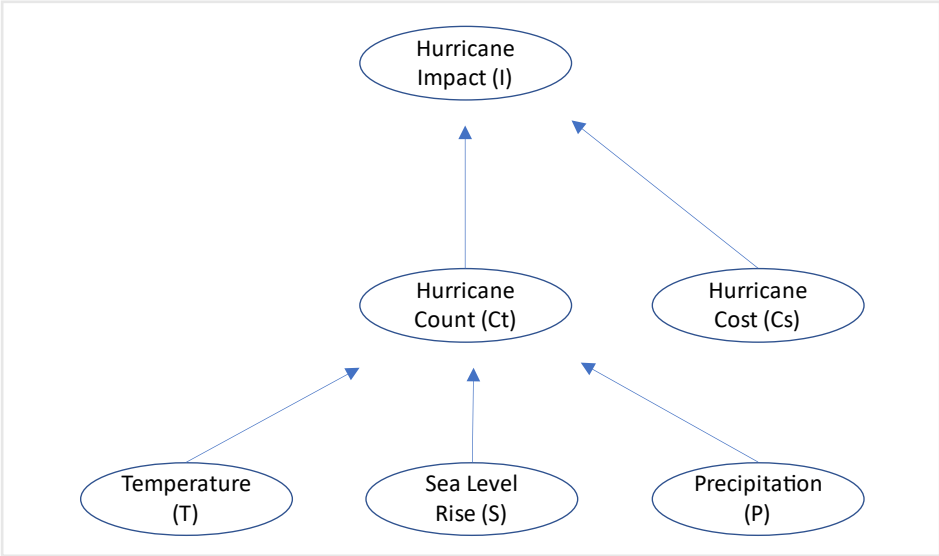 Hurricane
Impact (I)
Hurricane
Count (Ct)
Hurricane
Cost (Cs)
Temperature
(T)
Sea Level
Rise (S)
Precipitation
(P)